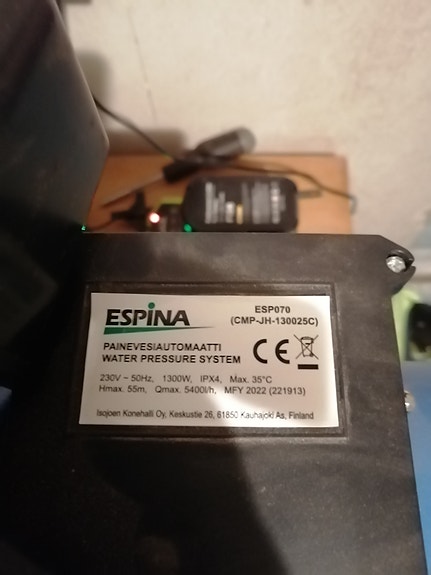 ESPINA
ESP070
(CMP-JH-130025C)
PAINEVESIAUTOMAATTI
WATER PRESSURE SYSTEM
CE
230V ~ 50Hz, 1300W, IPX4, Max. 35°C
Hmax. 55m, Qmax. 5400l/h, MFY 2022 (221913)
Isojoen Konehalli Oy, Keskustie 26, 61850 Kauhajoki As, Finland